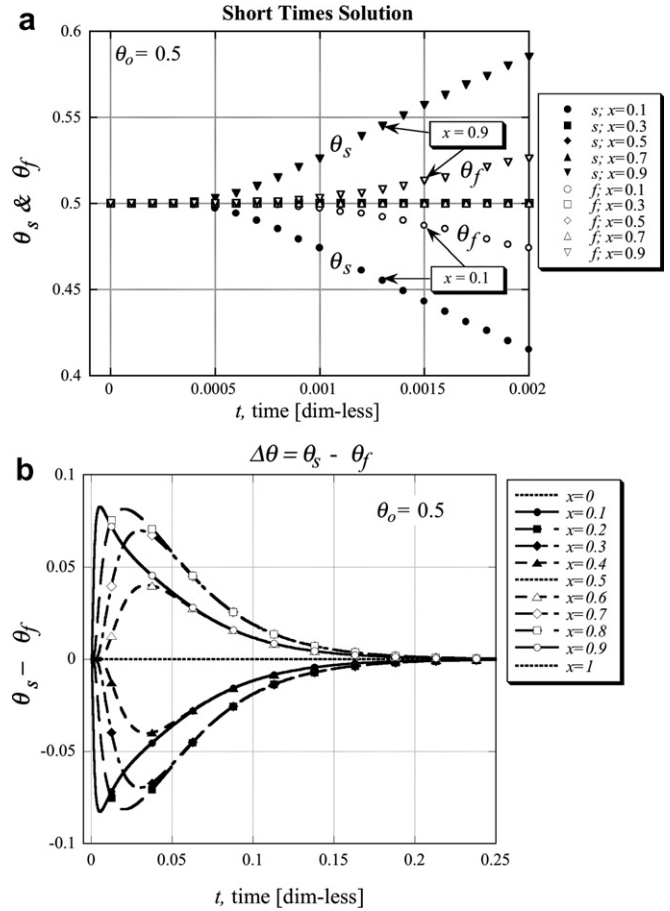 a
Short Times Solution
0.6
0.55
0.5
0.45
0.4
θs & θf
θo = 0.5
θs
x = 0.9
θf
θf
θs
x = 0.1
0
0.0005
0.001
0.0015
0.002
t, time [dim-less]
s; x=0.1
s; x=0.3
s; x=0.5
s; x=0.7
s; x=0.9
f; x=0.1
f; x=0.3
f; x=0.5
f; x=0.7
f; x=0.9
b
Δθ = θs - θf
0.1
0.05
0
-0.05
-0.1
θs – θf
θo = 0.5
0
0.05
0.1
0.15
0.2
0.25
t, time [dim-less]
x=0
x=0.1
x=0.2
x=0.3
x=0.4
x=0.5
x=0.6
x=0.7
x=0.8
x=0.9
x=1